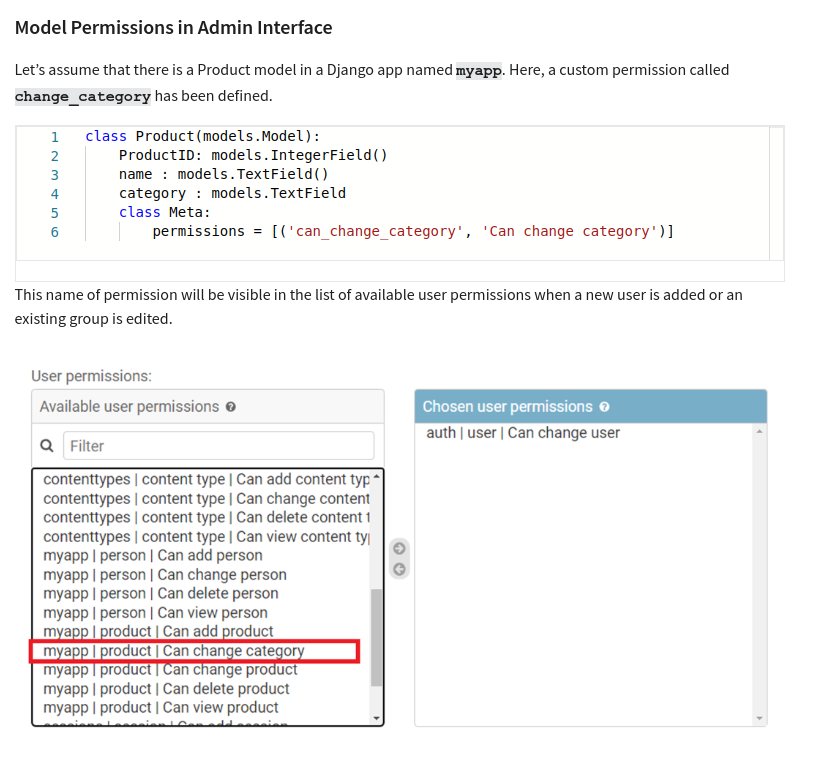 Model Permissions in Admin Interface
Let’s assume that there is a Product model in a Django app named myapp. Here, a custom permission called
change_category has been defined.
1 class Product(models.Model):
2 ProductID: models.IntegerField()
3 name : models.TextField()
4 category : models.TextField
5 class Meta:
6 permissions = [('can_change_category', 'Can change category')]
This name of permission will be visible in the list of available user permissions when a new user is added or an
existing group is edited.
User permissions:
Available user permissions ?
Filter
contenttypes | content type | Can add content typ
contenttypes | content type | Can change content
contenttypes | content type | Can delete content t
contenttypes | content type | Can view content ty
myapp | person | Can add person
myapp | person | Can change person
myapp | person | Can delete person
myapp | person | Can view person
myapp | product | Can add product
myapp | product | Can change category
myapp | product | Can change product
myapp | product | Can delete product
myapp | product | Can view product
sessions | session | Can add session
Chosen user permissions ?
auth | user | Can change user